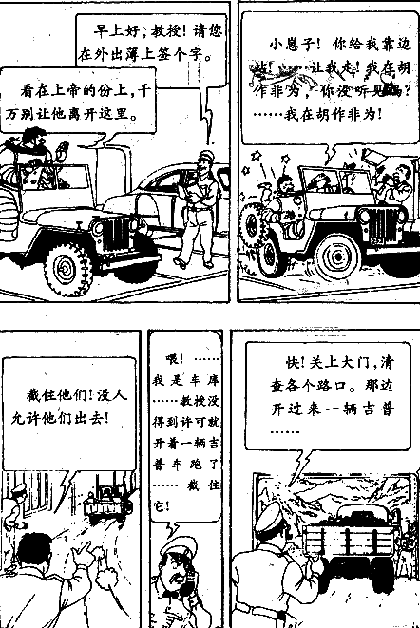 早上好，教授！请您
在外出薄上签个字。
看在上帝的份上，千
万别让他离开这里。
小崽子！你给我靠边
让我走！我在胡
作非为，你没听见吗？
……我在胡作非为！
截住他们！没人
允许他们出去！
喂！……
我是车库
……教授没
得到许可就
开着一辆吉
普车跑了
……截住
它！
快！关上大门，清
查各个路口。那边
开过来一辆吉普
……